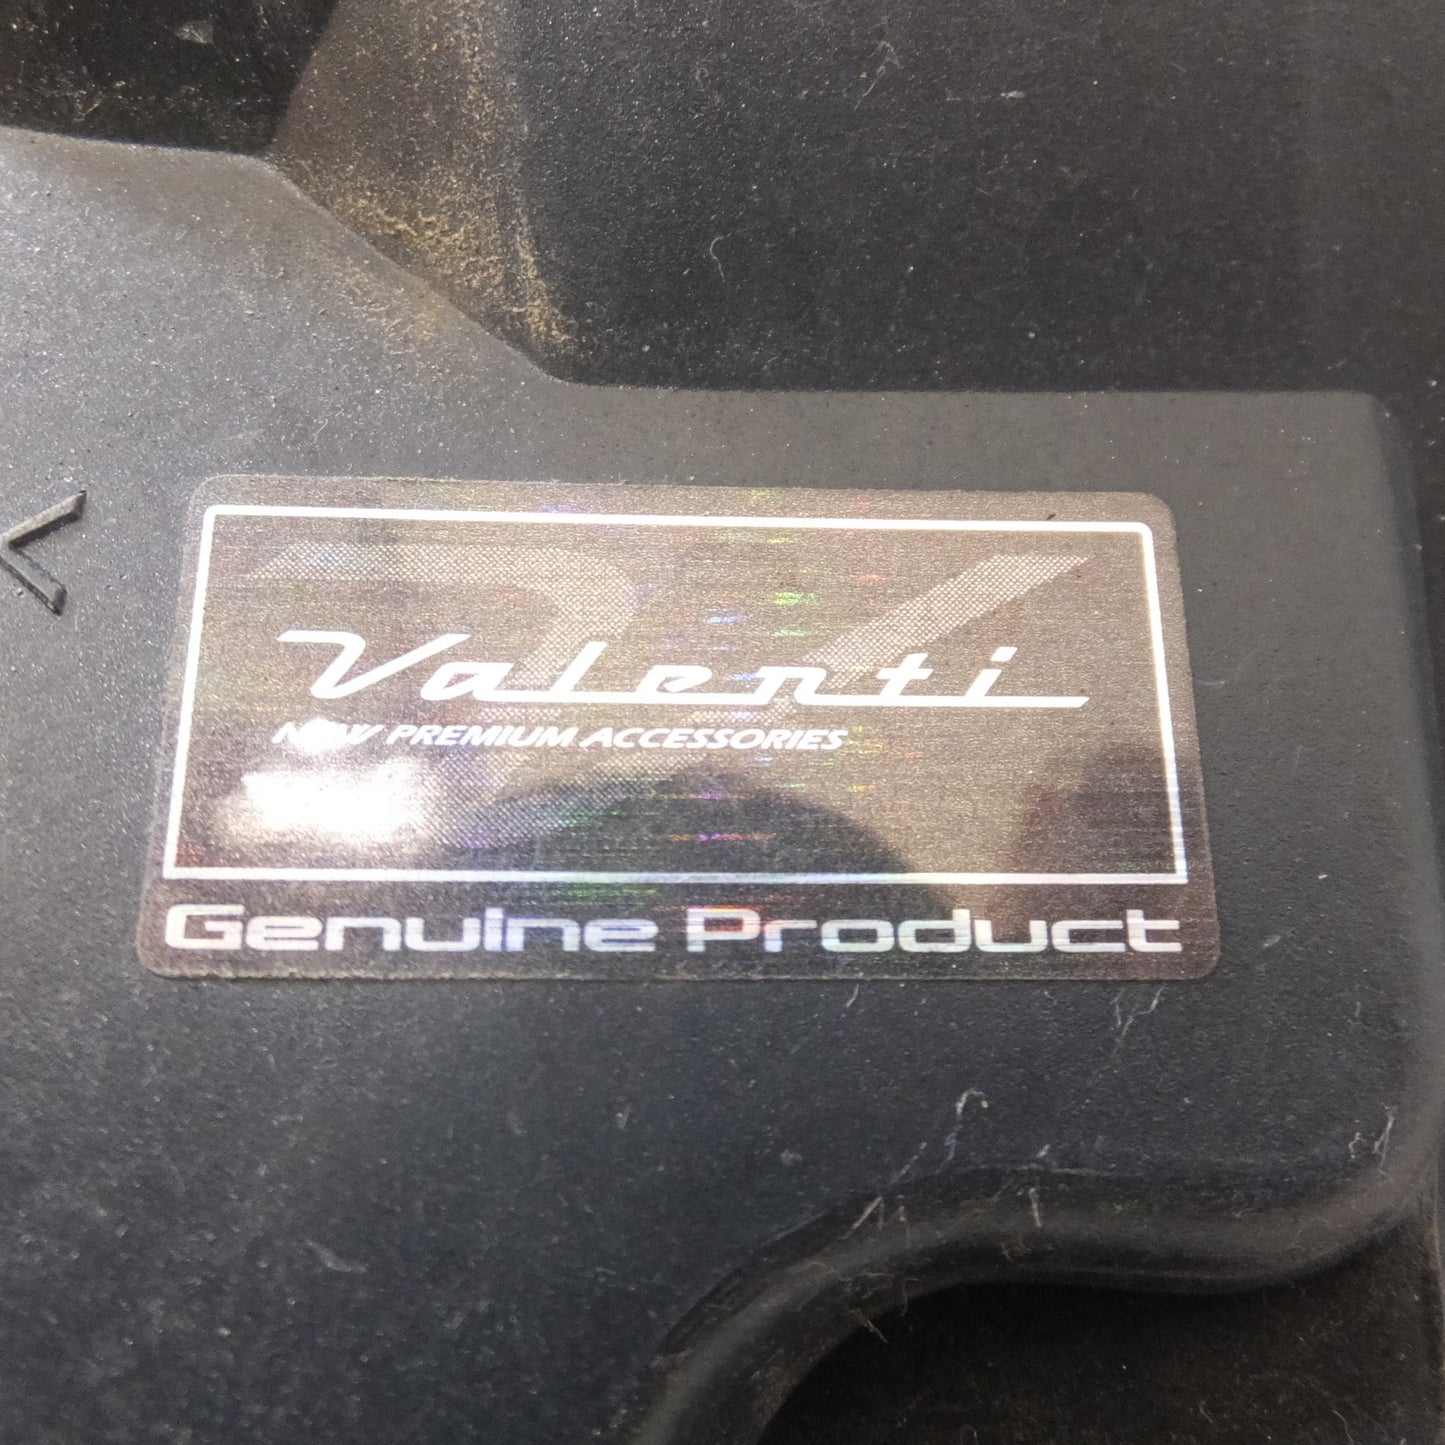 Valenti
NEW PREMIUM ACCESSORIES
Genuine Product